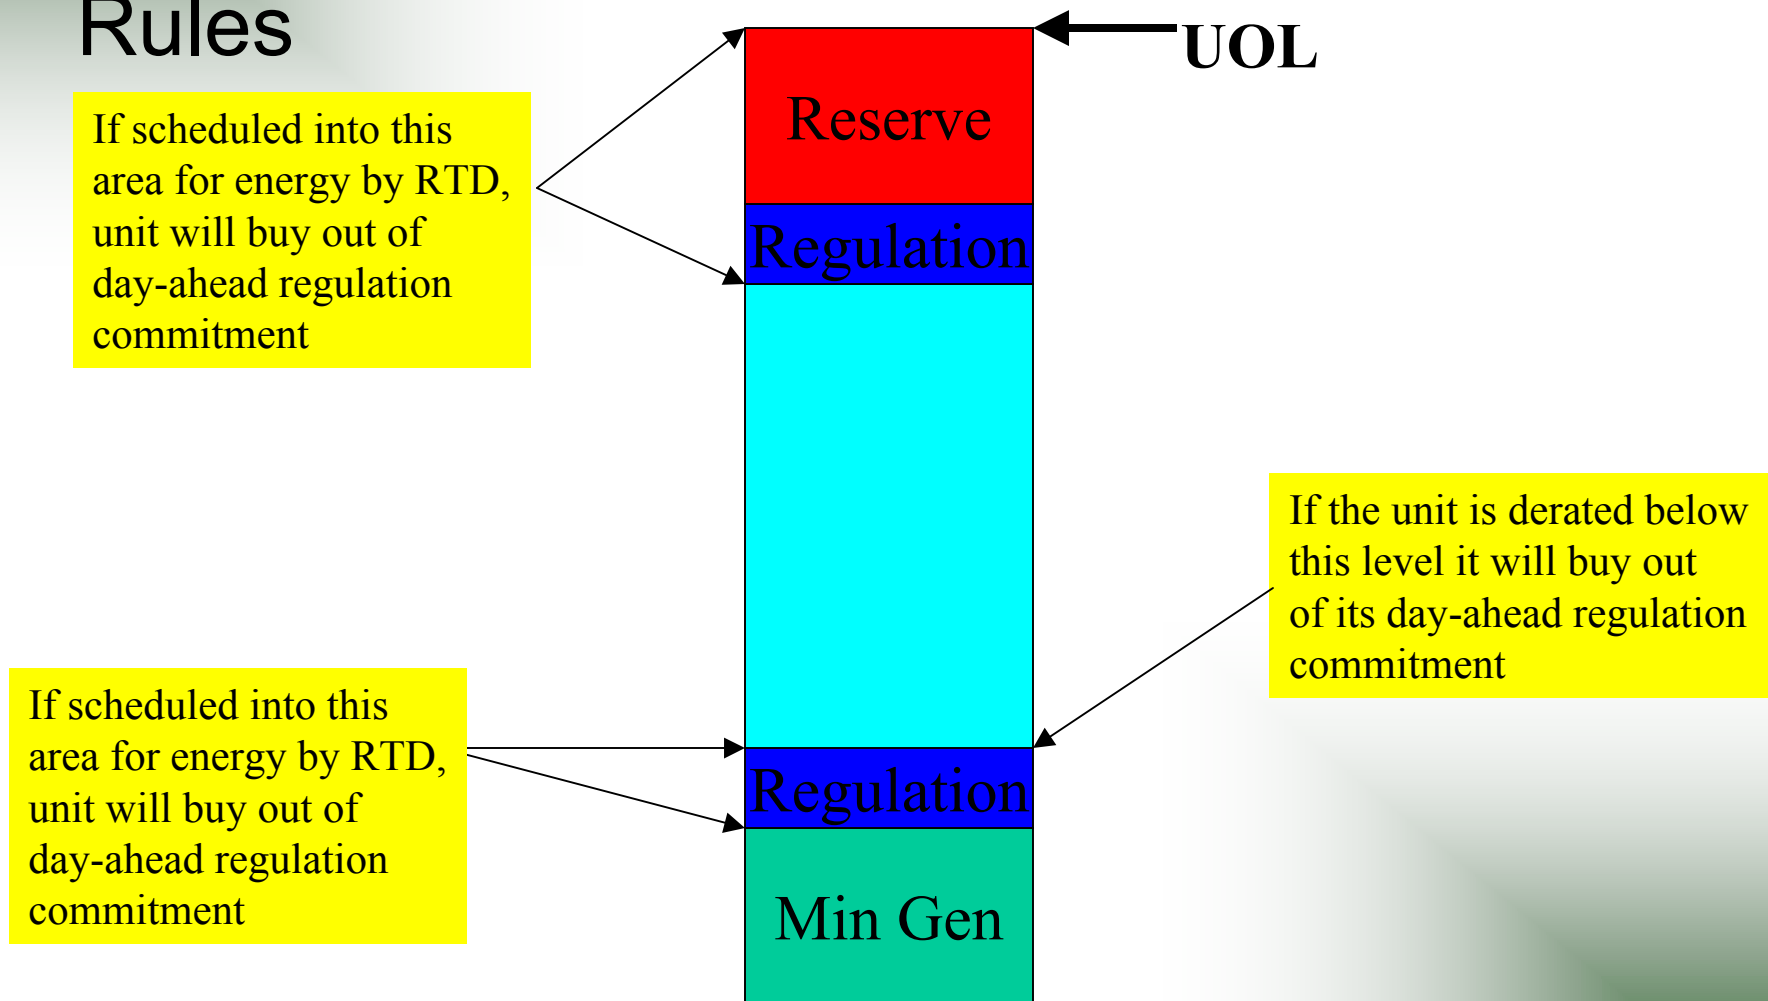 Rules
UOL
Reserve
If scheduled into this
area for energy by RTD,
unit will buy out of
day-ahead regulation
commitment
Regulation
If the unit is derated below
this level it will buy out
of its day-ahead regulation
commitment
If scheduled into this
area for energy by RTD,
unit will buy out of
day-ahead regulation
commitment
Regulation
Min Gen